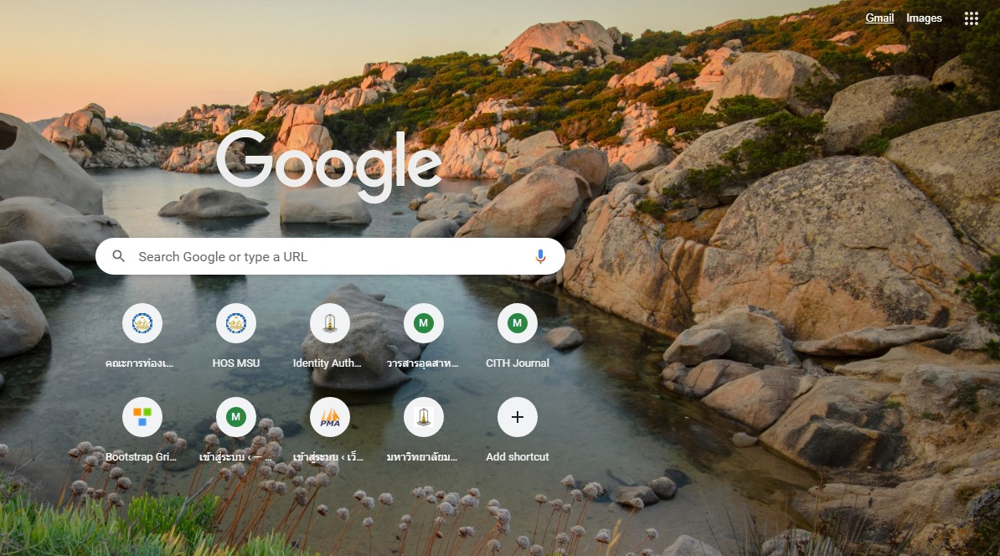 Gmail Images
Google
Search Google or type a URL
M M
คณะการท่องเ... HOS MSU Identity Auth... วารสารอุตสาห... CITH Journal
M PMA
Bootstrap Gri... เข้าสู่ระบบ ‹ — ... เข้าสู่ระบบ ‹ เว็... มหาวิทยาลัยม... Add shortcut